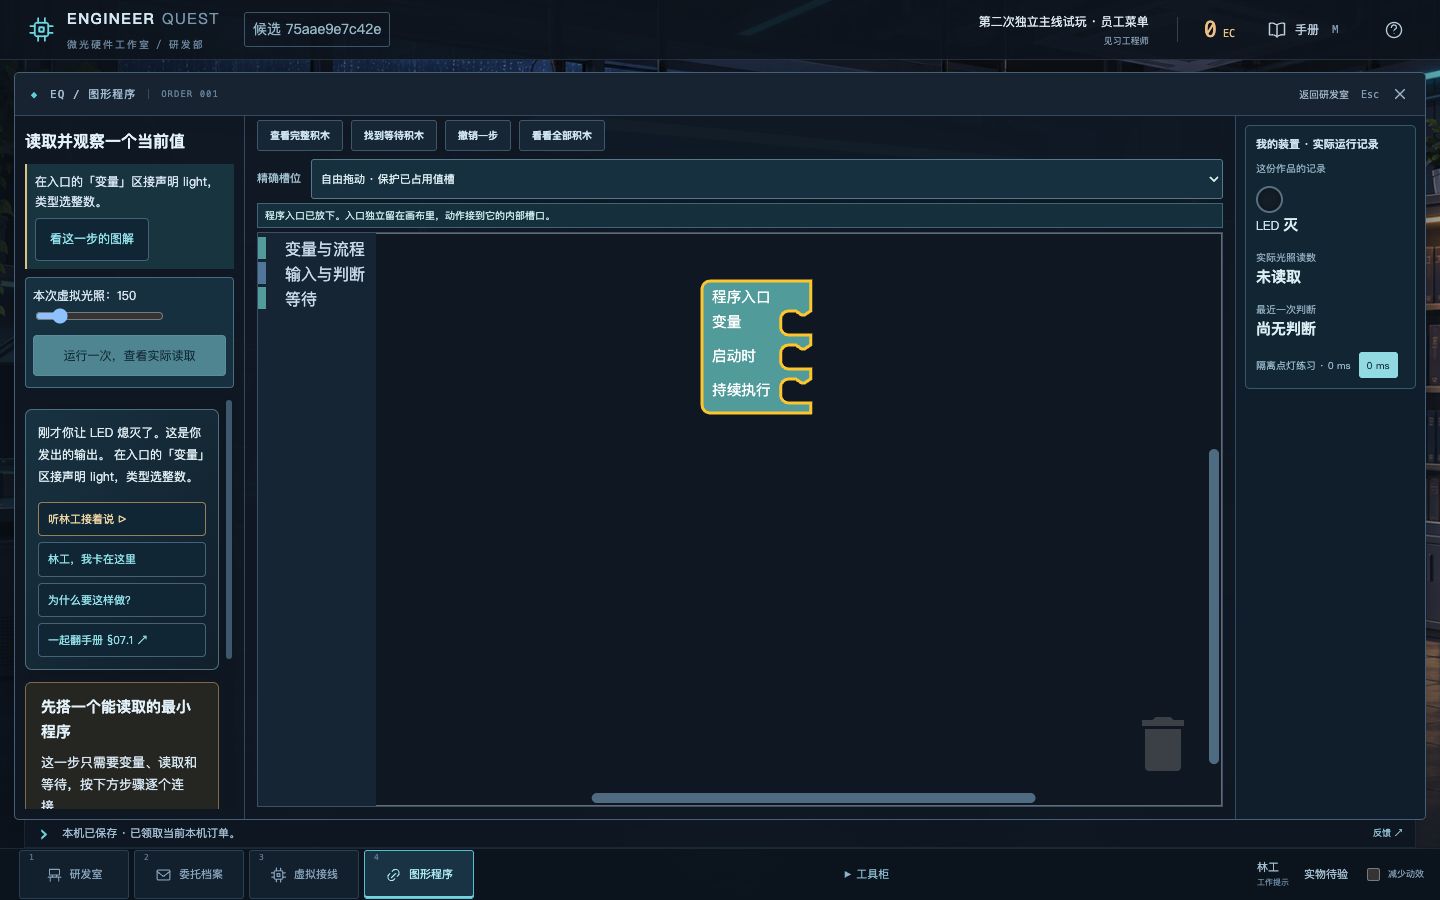 ENGINEER QUEST
微光硬件工作室 / 研发部
候选 75aae9e7c42e
第二次独立主线试玩 · 员工菜单
见习工程师
0 EC
手册 M
EQ / 图形程序
ORDER 001
返回研发室 Esc
读取并观察一个当前值
在入口的「变量」区接声明 light，
类型选整数。
看这一步的图解
本次虚拟光照：150
运行一次，查看实际读取
刚才你让 LED 熄灭了。这是你
发出的输出。 在入口的「变量」
区接声明 light，类型选整数。
听林工接着说 ▷
林工，我卡在这里
为什么要这样做？
一起翻手册 §07.1 ↗
先搭一个能读取的最小
程序
这一步只需要变量、读取和
等待，按下方步骤逐个连
接
查看完整积木
找到等待积木
撤销一步
看看全部积木
精确槽位
自由拖动 · 保护已占用值槽
程序入口已放下。入口独立留在画布里，动作接到它的内部槽口。
变量与流程
输入与判断
等待
程序入口
变量
启动时
持续执行
我的装置 · 实际运行记录
这份作品的记录
LED 灭
实际光照读数
未读取
最近一次判断
尚无判断
隔离点灯练习 · 0 ms
0 ms
本机已保存 · 已领取当前本机订单。
反馈 ↗
1 研发室
2 委托档案
3 虚拟接线
4 图形程序
▶ 工具柜
林工
工作提示
实物待验
减少动效